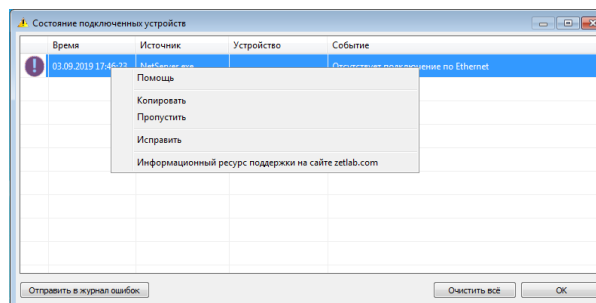 Состояние подключенных устройств
Время Источник Устройство Событие
03.09.2019 17:46:23 NetServer.exe Отсутствует подключение по Ethernet
Помощь
Копировать
Пропустить
Исправить
Информационный ресурс поддержки на сайте zetlab.com
Отправить в журнал ошибок Очистить всё ОК